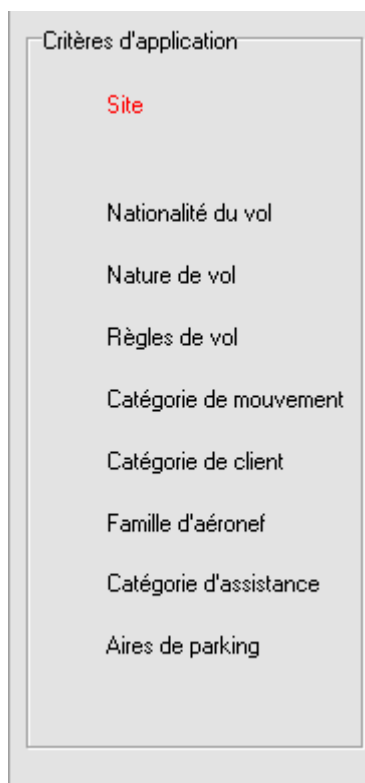 Critères d'application
Site
Nationalité du vol
Nature de vol
Règles de vol
Catégorie de mouvement
Catégorie de client
Famille d'aéronef
Catégorie d'assistance
Aires de parking